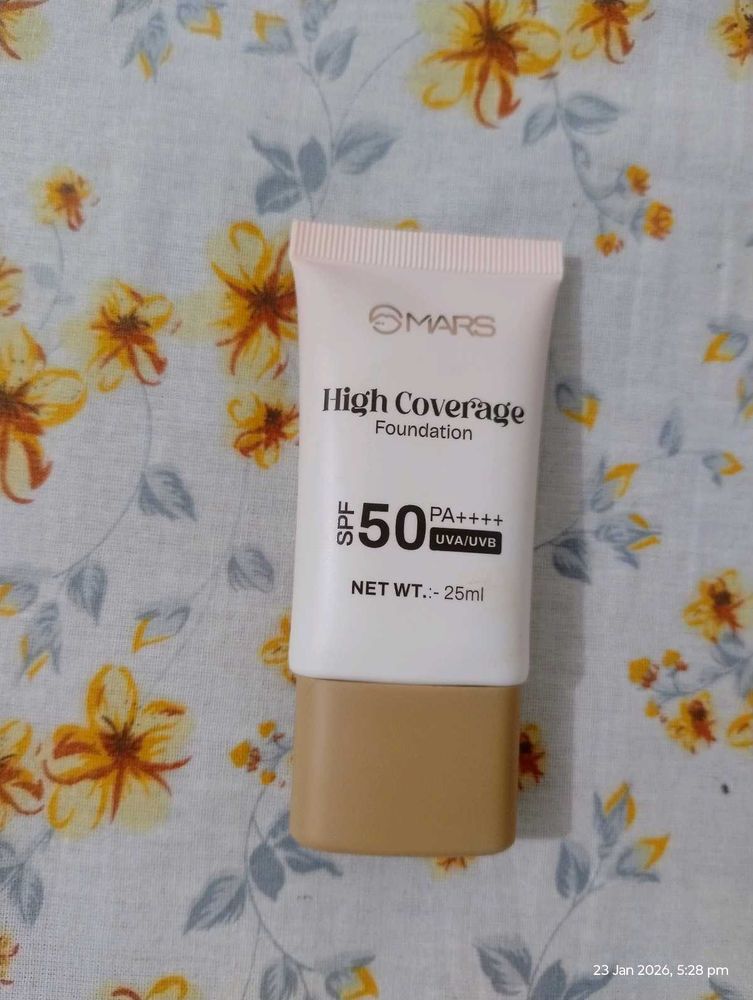 MARS
High Coverage
Foundation
SPF 50 PA++++
UVA/UVB
NET WT.:- 25ml
23 Jan 2026, 5:28 pm